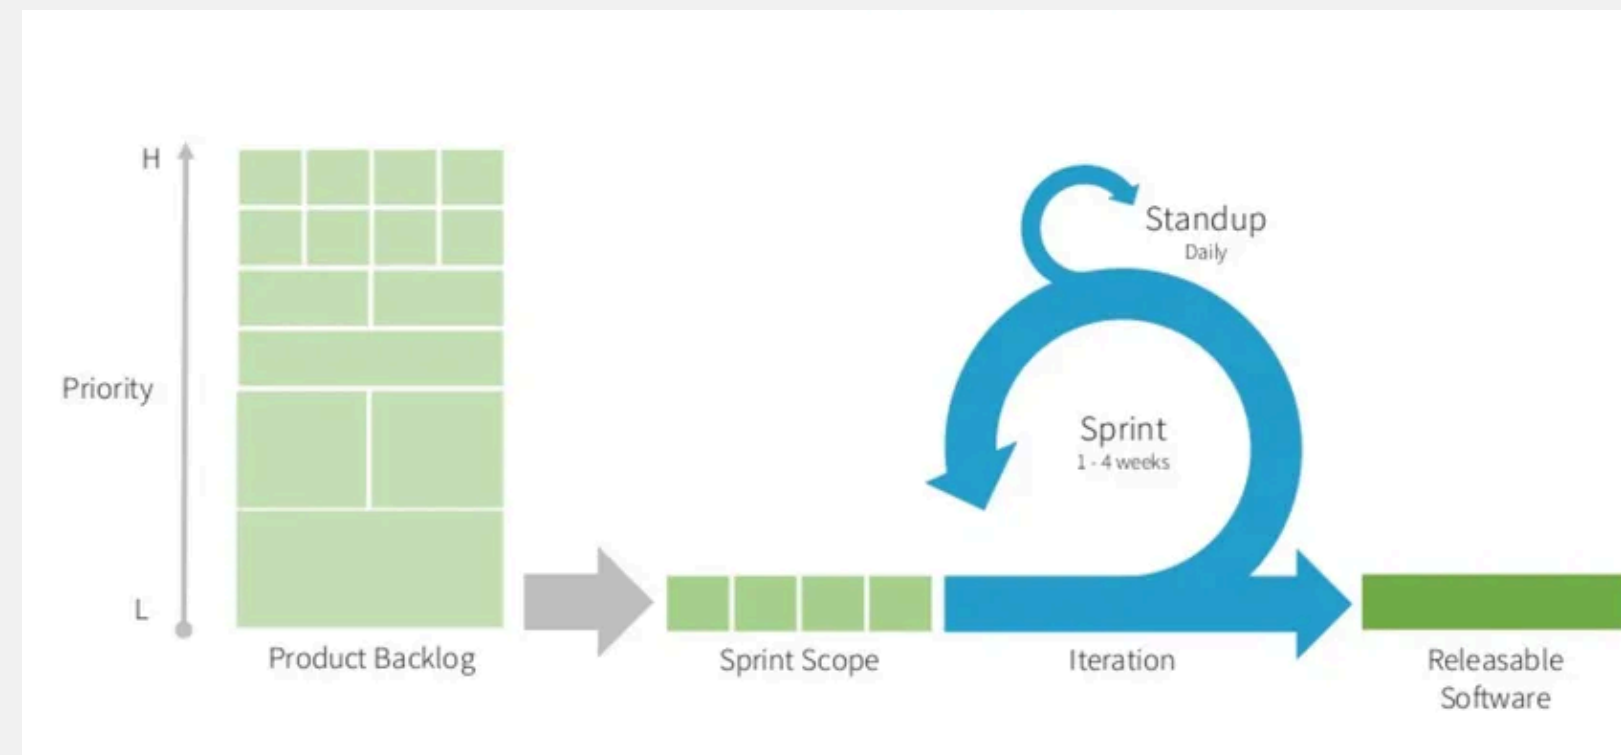 H
Priority
L
Product Backlog
Sprint Scope
Standup
Daily
Sprint
1 - 4 weeks
Iteration
Releasable
Software